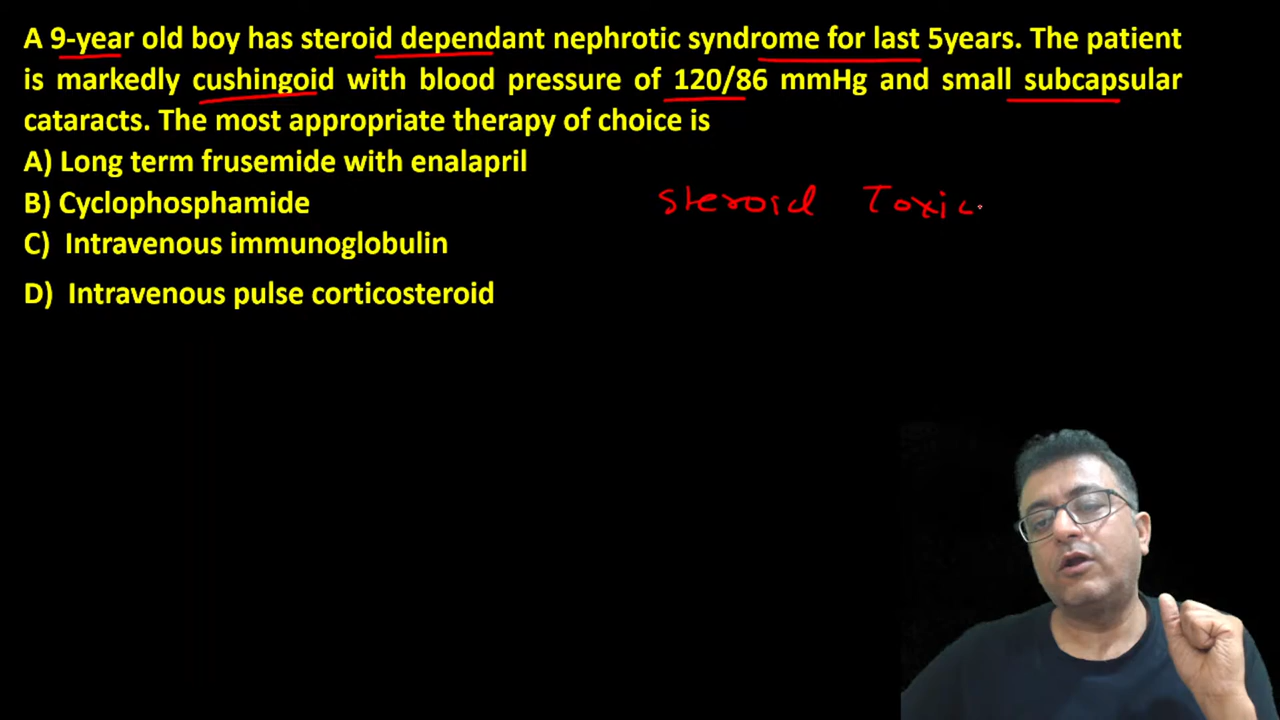 A 9-year old boy has steroid dependant nephrotic syndrome for last 5years. The patient
is markedly cushingoid with blood pressure of 120/86 mmHg and small subcapsular
cataracts. The most appropriate therapy of choice is
A) Long term frusemide with enalapril
B) Cyclophosphamide
steroid Toxic
C) Intravenous immunoglobulin
D) Intravenous pulse corticosteroid